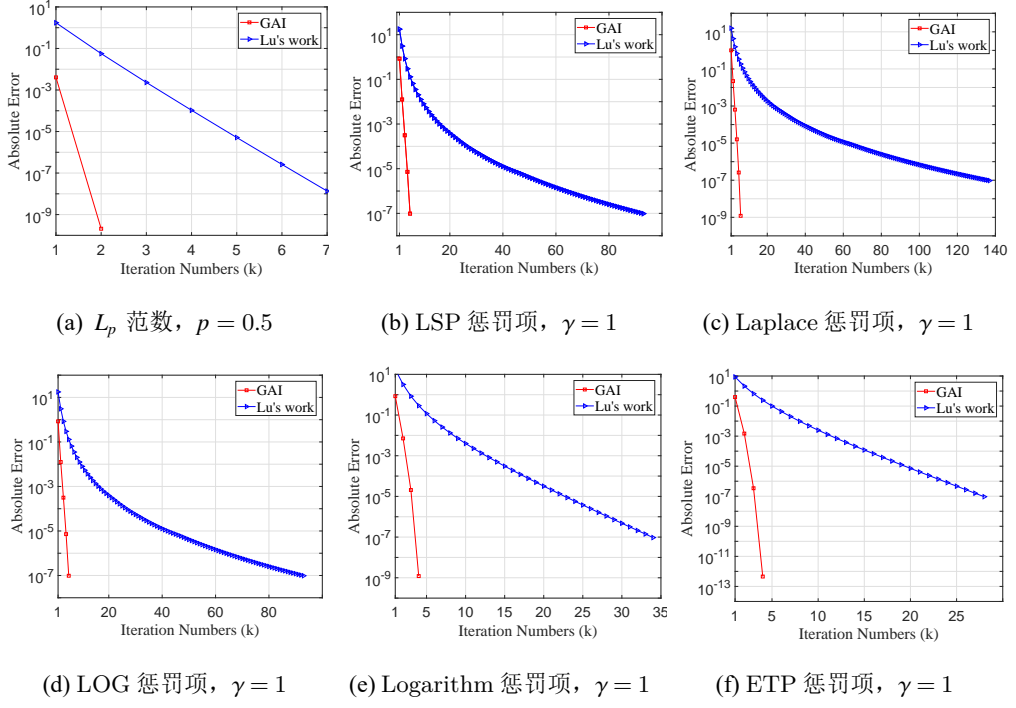 GAI
Lu's work
10^1
10^-1
10^-3
10^-5
10^-7
10^-9
Absolute Error
1 2 3 4 5 6 7
Iteration Numbers (k)
GAI
Lu's work
10^1
10^-1
10^-3
10^-5
10^-7
Absolute Error
1 20 40 60 80
Iteration Numbers (k)
GAI
Lu's work
10^1
10^-1
10^-3
10^-5
10^-7
10^-9
Absolute Error
1 20 40 60 80 100 120 140
Iteration Numbers (k)
(a) L_p 范数，p = 0.5
(b) LSP 惩罚项，γ = 1
(c) Laplace 惩罚项，γ = 1
GAI
Lu's work
10^1
10^-1
10^-3
10^-5
10^-7
Absolute Error
1 20 40 60 80
Iteration Numbers (k)
GAI
Lu's work
10^1
10^-1
10^-3
10^-5
10^-7
10^-9
Absolute Error
1 5 10 15 20 25 30 35
Iteration Numbers (k)
GAI
Lu's work
10^1
10^-1
10^-3
10^-5
10^-7
10^-9
10^-11
10^-13
Absolute Error
1 5 10 15 20 25
Iteration Numbers (k)
(d) LOG 惩罚项，γ = 1
(e) Logarithm 惩罚项，γ = 1
(f) ETP 惩罚项，γ = 1